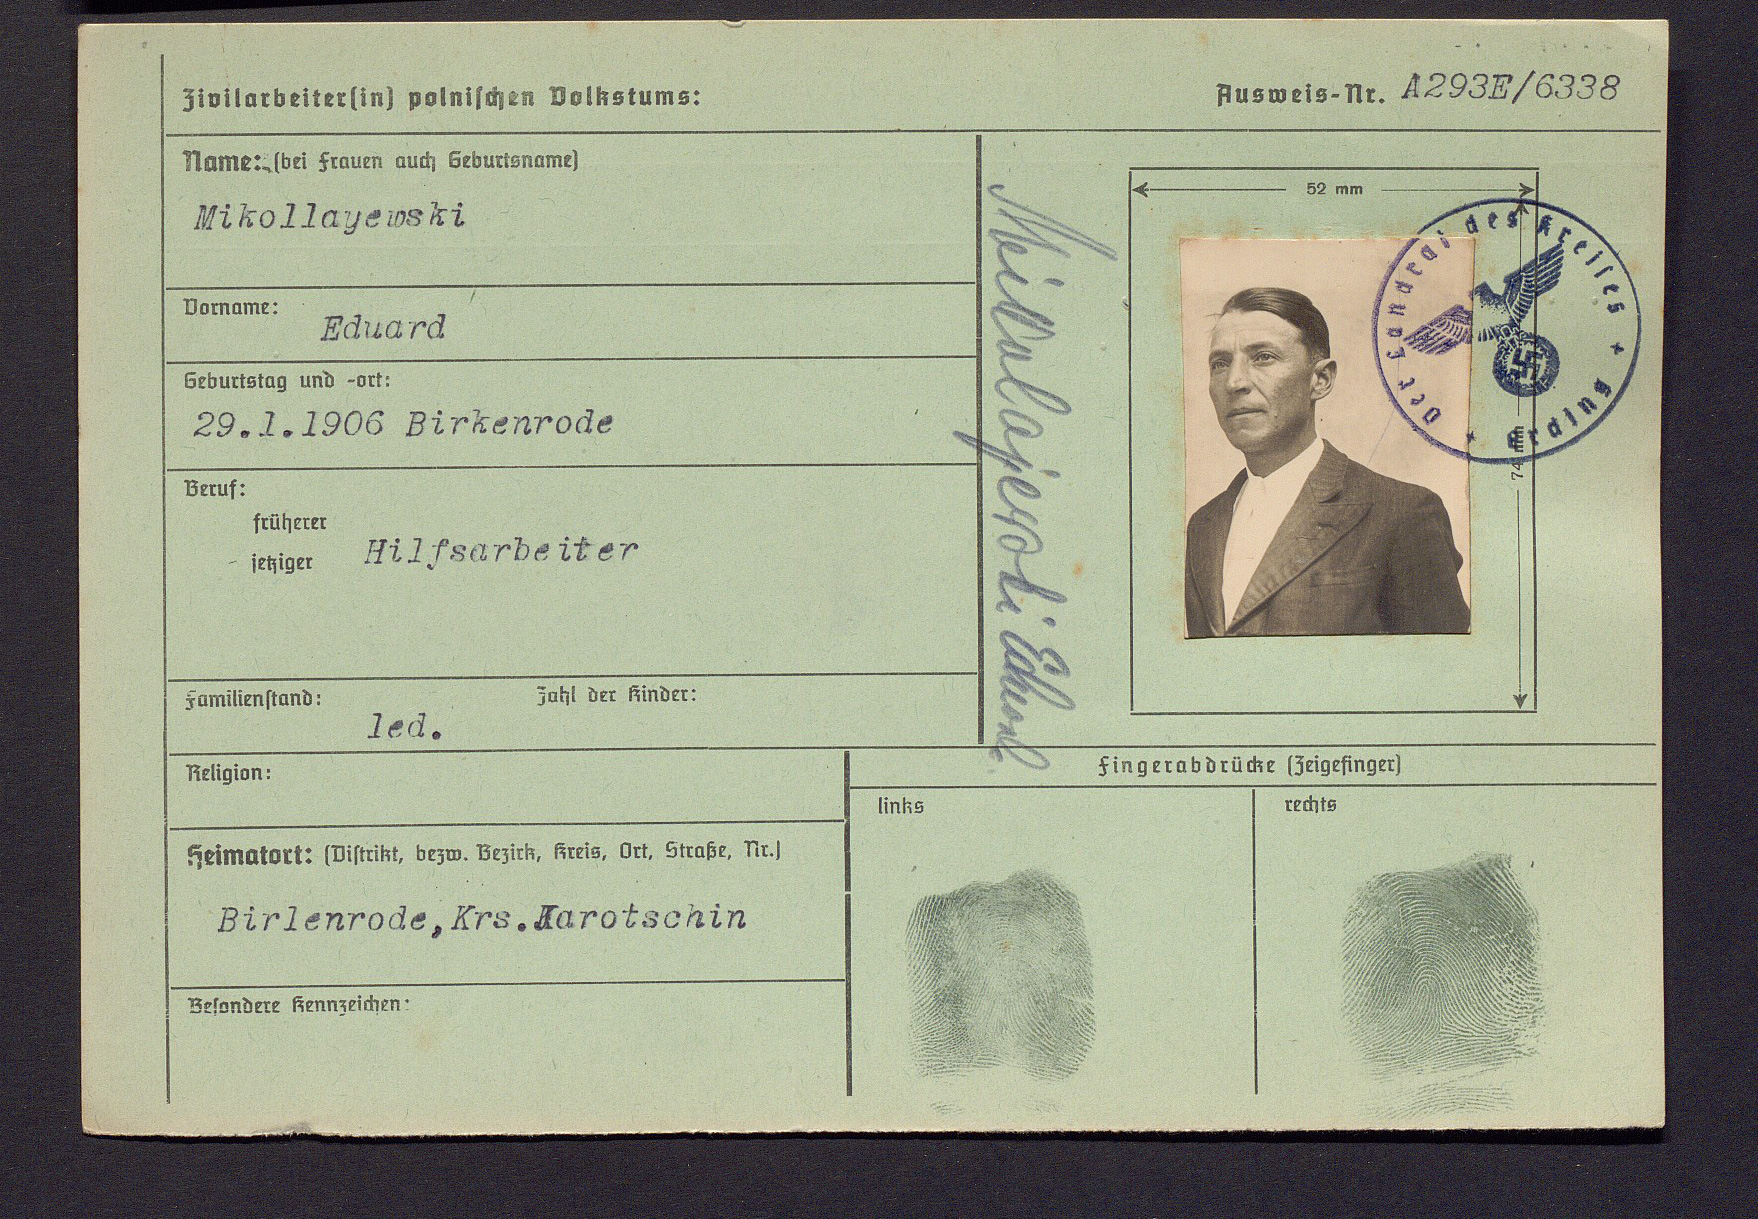 Zivilarbeiter(in) polnischen Volkstums:
Ausweis-Nr. A293E/6338
Name: (bei Frauen auch Geburtsname)
Mikollayewski
Vorname:
Eduard
Geburtstag und -ort:
29.1.1906 Birkenrode
Beruf:
früherer
jetziger Hilfsarbeiter
Familienstand: Zahl der Kinder:
led.
Religion:
Heimatort: (Distrikt, bezw. Bezirk, Kreis, Ort, Straße, Nr.)
Birlenrode,Krs.Jarotschin
Besondere Kennzeichen:
52 mm
74 mm
Der Landrat des Kreises
Erding
Fingerabdrücke (Zeigefinger)
links
rechts